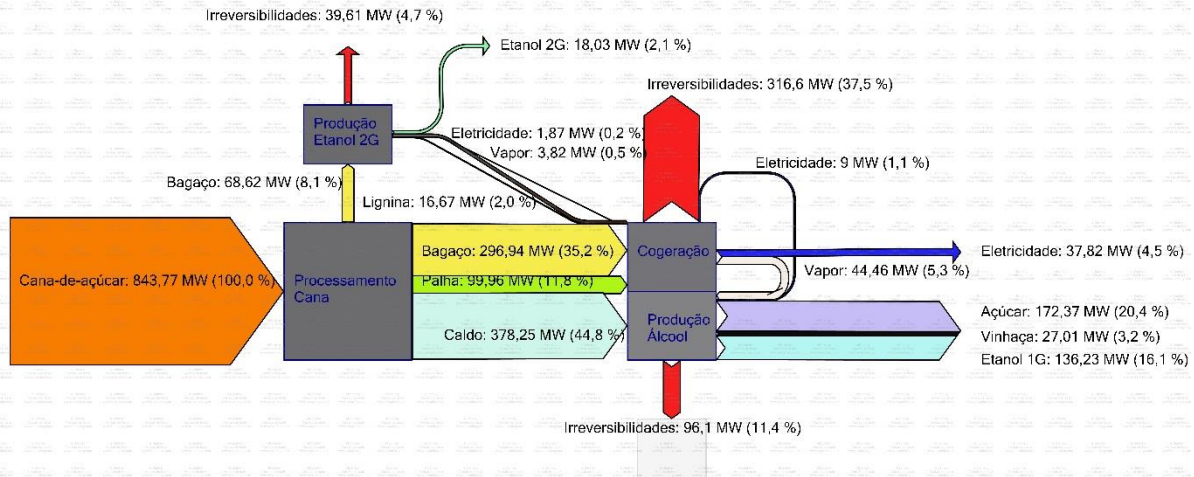 Irreversibilidades: 39,61 MW (4,7 %)
Etanol 2G: 18,03 MW (2,1 %)
Irreversibilidades: 316,6 MW (37,5 %)
Produção
Etanol 2G
Eletricidade: 1,87 MW (0,2 %)
Vapor: 3,82 MW (0,5 %)
Eletricidade: 9 MW (1,1 %)
Bagaço: 68,62 MW (8,1 %)
Lignina: 16,67 MW (2,0 %)
Cana-de-açúcar: 843,77 MW (100,0 %)
Processamento
Cana
Bagaço: 296,94 MW (35,2 %)
Palha: 99,96 MW (11,8 %)
Caldo: 378,25 MW (44,8 %)
Cogeração
Produção
Álcool
Eletricidade: 37,82 MW (4,5 %)
Vapor: 44,46 MW (5,3 %)
Açúcar: 172,37 MW (20,4 %)
Vinhaça: 27,01 MW (3,2 %)
Etanol 1G: 136,23 MW (16,1 %)
Irreversibilidades: 96,1 MW (11,4 %)